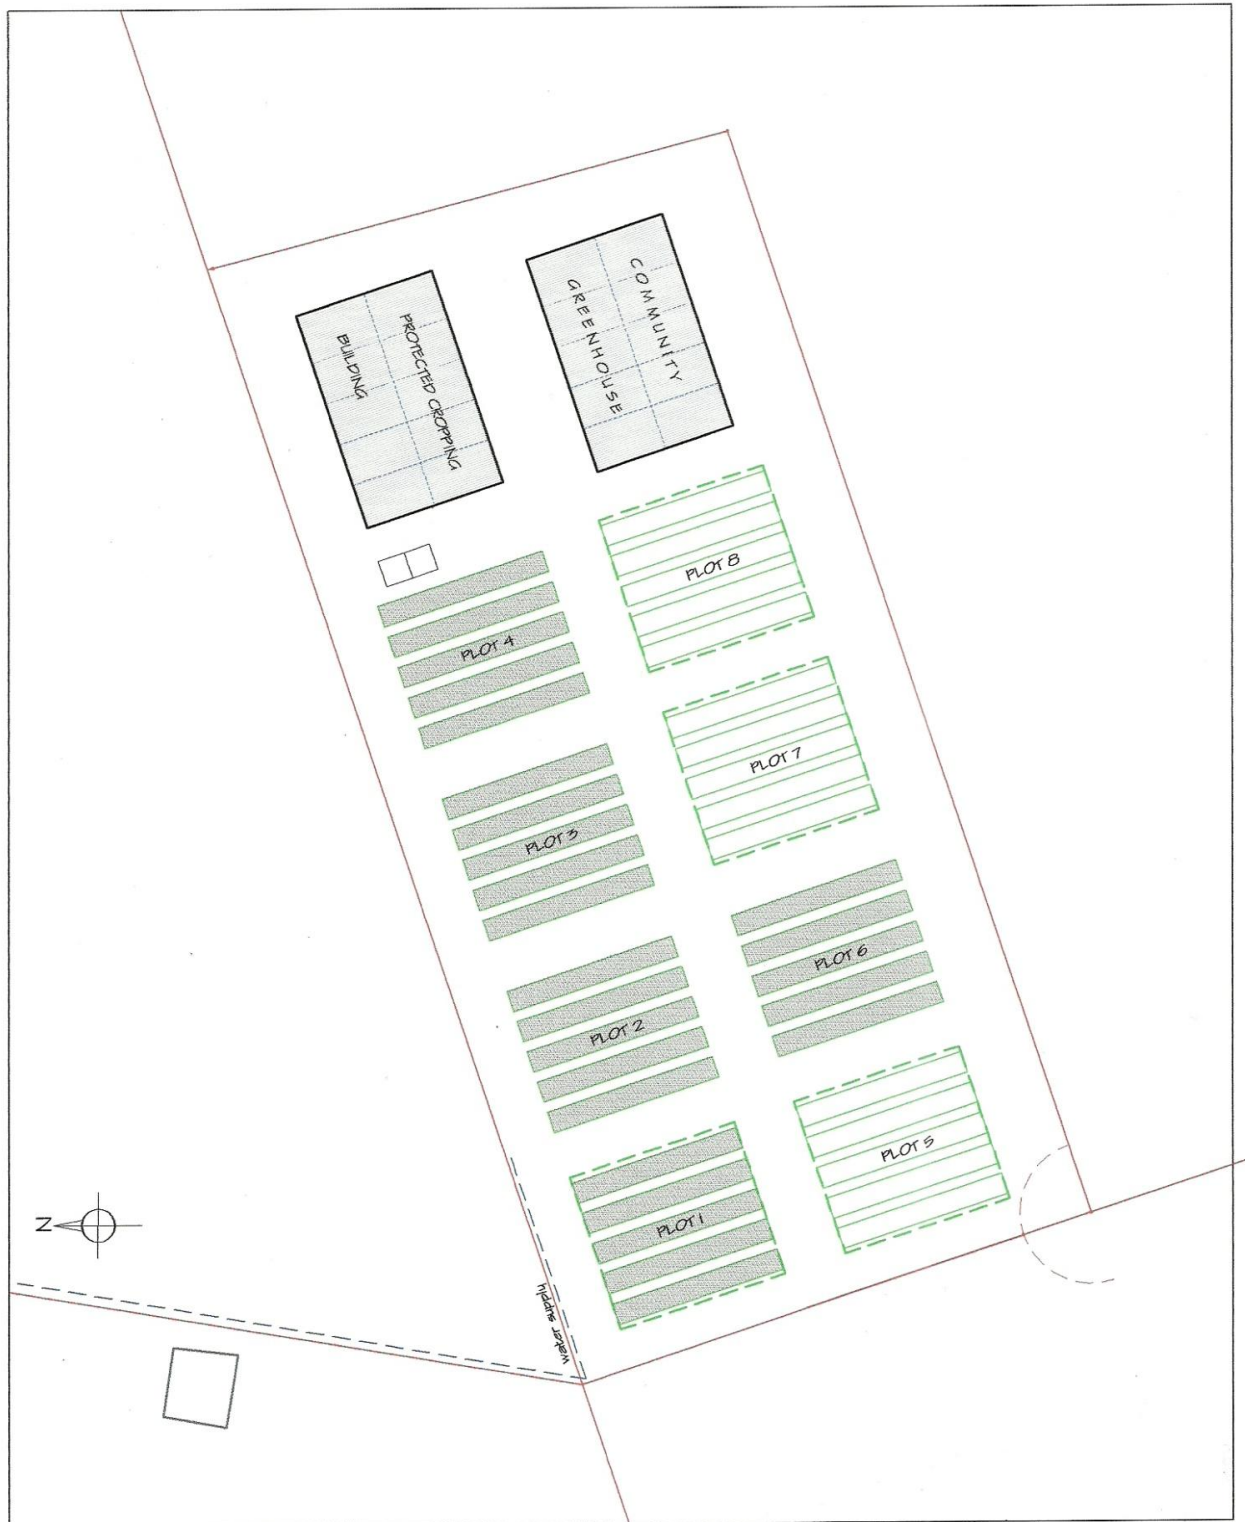 COMMUNITY
GREENHOUSE
PROTECTED CROPPING
BUILDING
PLOT 8
PLOT 4
PLOT 7
PLOT 3
PLOT 6
PLOT 2
PLOT 5
PLOT 1
N
water supply